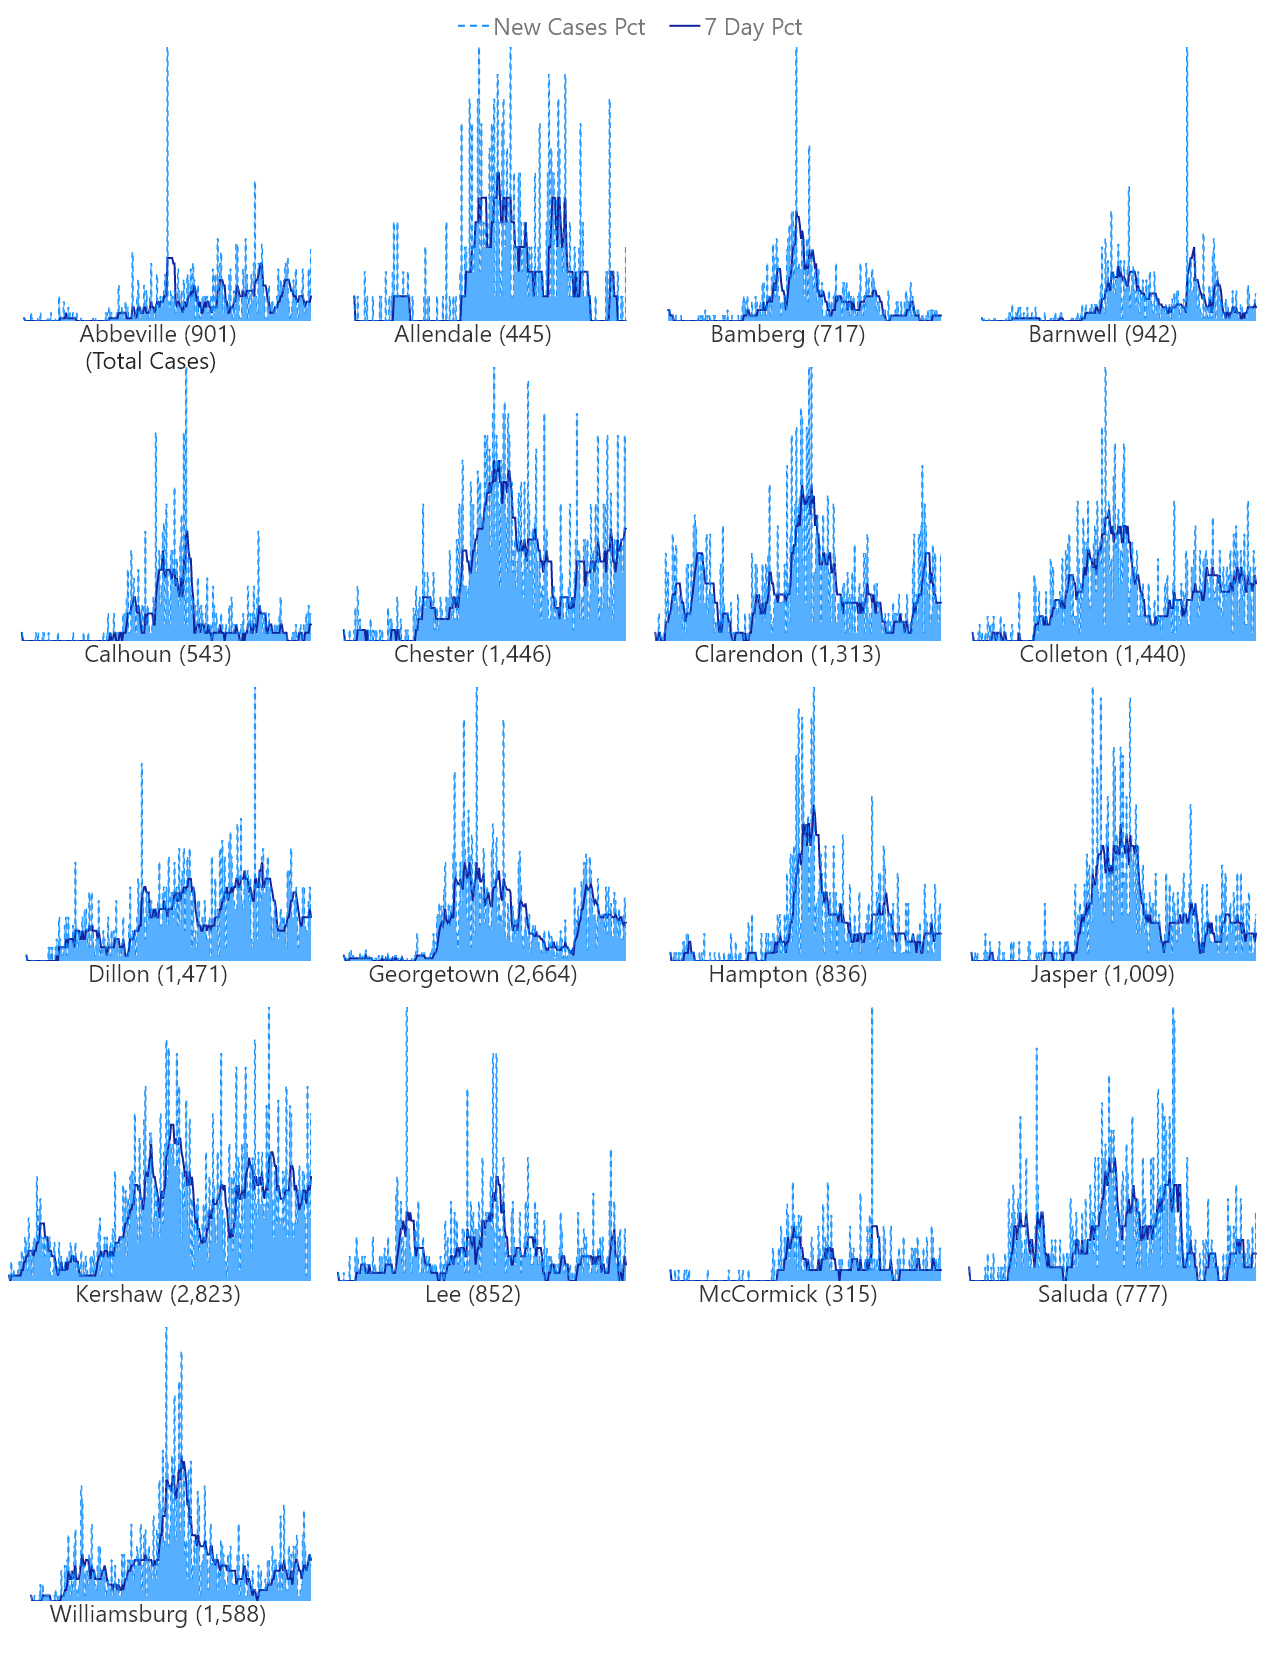 New Cases Pct 7 Day Pct
Abbeville (901)
(Total Cases)
Allendale (445)
Bamberg (717)
Barnwell (942)
Calhoun (543)
Chester (1,446)
Clarendon (1,313)
Colleton (1,440)
Dillon (1,471)
Georgetown (2,664)
Hampton (836)
Jasper (1,009)
Kershaw (2,823)
Lee (852)
McCormick (315)
Saluda (777)
Williamsburg (1,588)